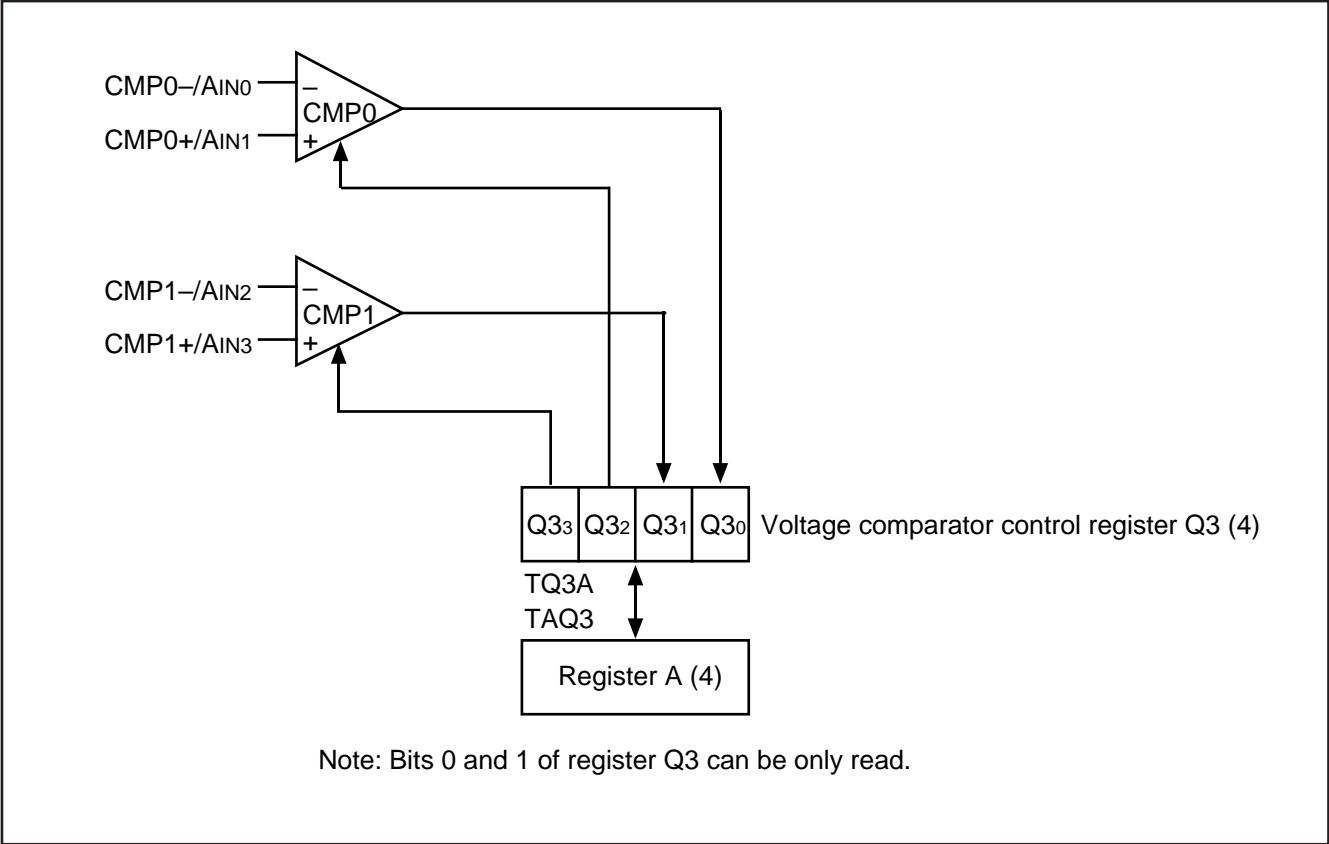 CMP0–/AIN0
–
CMP0
CMP0+/AIN1
+
CMP1–/AIN2
–
CMP1
CMP1+/AIN3
+
Q33 Q32 Q31 Q30 Voltage comparator control register Q3 (4)
TQ3A
TAQ3
Register A (4)
Note: Bits 0 and 1 of register Q3 can be only read.